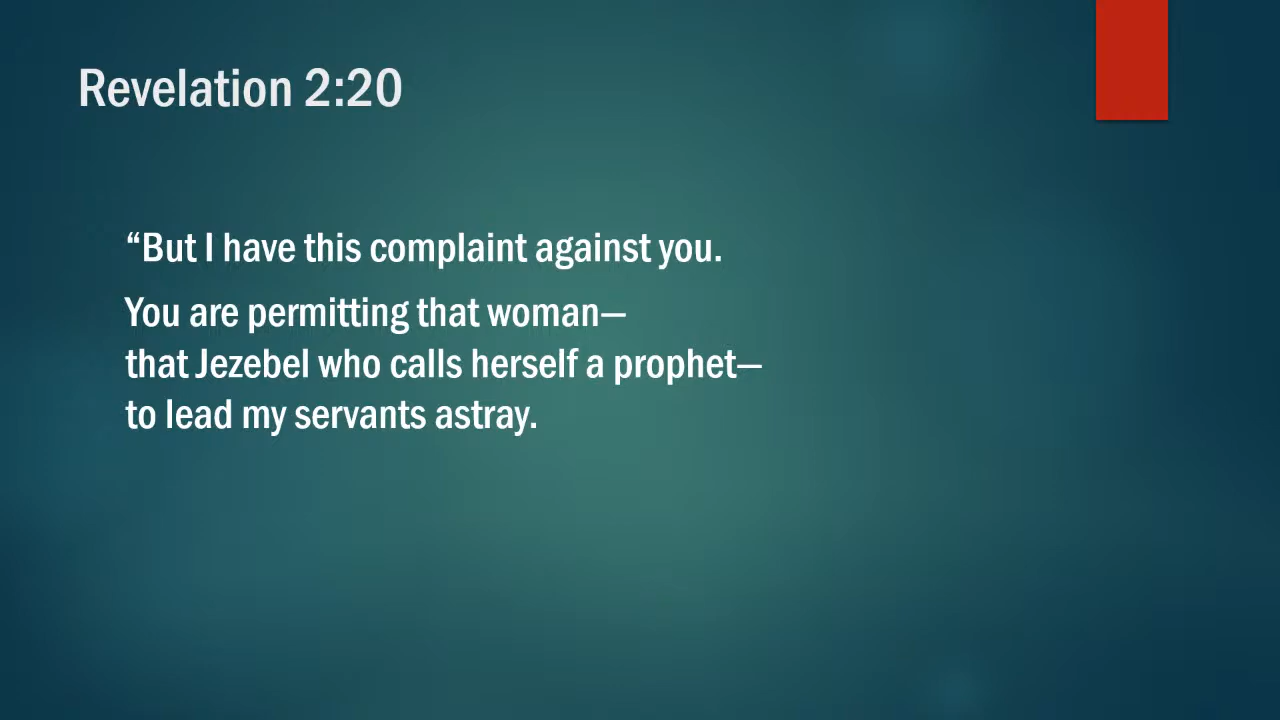 Revelation 2:20
“But I have this complaint against you.
You are permitting that woman—
that Jezebel who calls herself a prophet—
to lead my servants astray.